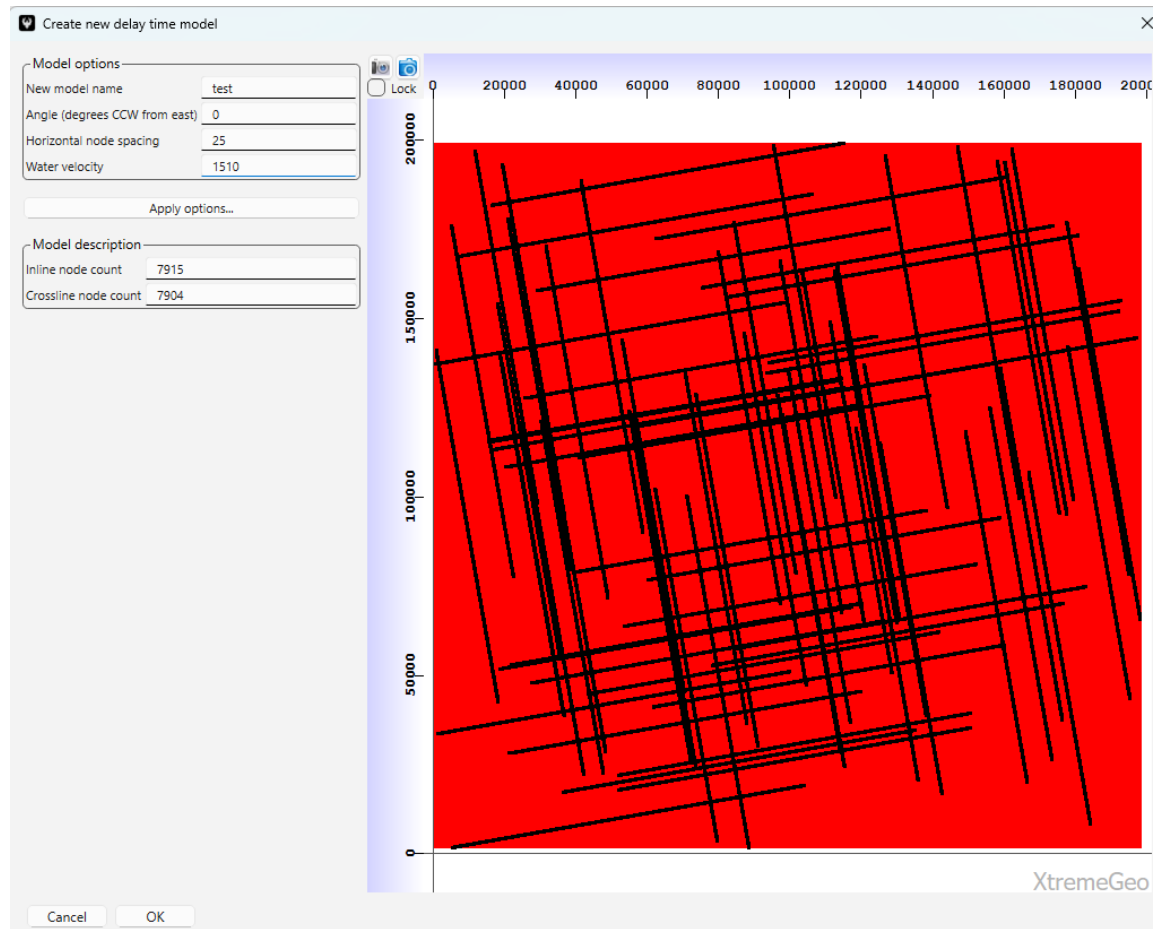 Create new delay time model
Model options
New model name test
Angle (degrees CCW from east) 0
Horizontal node spacing 25
Water velocity 1510
Apply options...
Model description
Inline node count 7915
Crossline node count 7904
Lock
0 20000 40000 60000 80000 100000 120000 140000 160000 180000 2000
200000
150000
100000
50000
0
XtremeGeo
Cancel OK